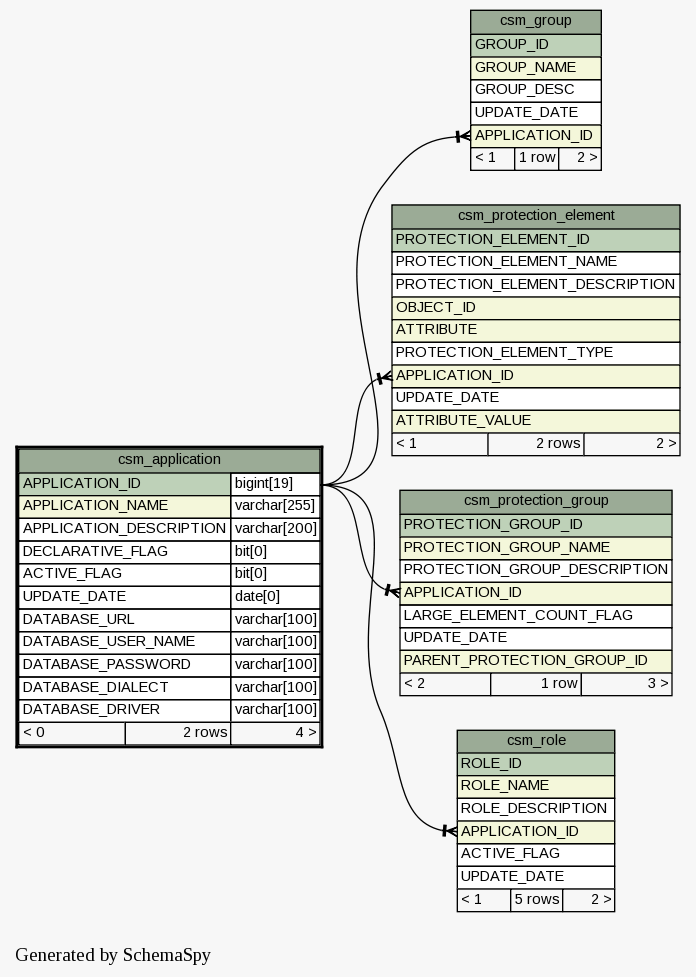 csm_group
GROUP_ID
GROUP_NAME
GROUP_DESC
UPDATE_DATE
APPLICATION_ID
< 1 1 row 2 >
csm_protection_element
PROTECTION_ELEMENT_ID
PROTECTION_ELEMENT_NAME
PROTECTION_ELEMENT_DESCRIPTION
OBJECT_ID
ATTRIBUTE
PROTECTION_ELEMENT_TYPE
APPLICATION_ID
UPDATE_DATE
ATTRIBUTE_VALUE
< 1 2 rows 2 >
csm_application
APPLICATION_ID bigint[19]
APPLICATION_NAME varchar[255]
APPLICATION_DESCRIPTION varchar[200]
DECLARATIVE_FLAG bit[0]
ACTIVE_FLAG bit[0]
UPDATE_DATE date[0]
DATABASE_URL varchar[100]
DATABASE_USER_NAME varchar[100]
DATABASE_PASSWORD varchar[100]
DATABASE_DIALECT varchar[100]
DATABASE_DRIVER varchar[100]
< 0 2 rows 4 >
csm_protection_group
PROTECTION_GROUP_ID
PROTECTION_GROUP_NAME
PROTECTION_GROUP_DESCRIPTION
APPLICATION_ID
LARGE_ELEMENT_COUNT_FLAG
UPDATE_DATE
PARENT_PROTECTION_GROUP_ID
< 2 1 row 3 >
csm_role
ROLE_ID
ROLE_NAME
ROLE_DESCRIPTION
APPLICATION_ID
ACTIVE_FLAG
UPDATE_DATE
< 1 5 rows 2 >
Generated by SchemaSpy